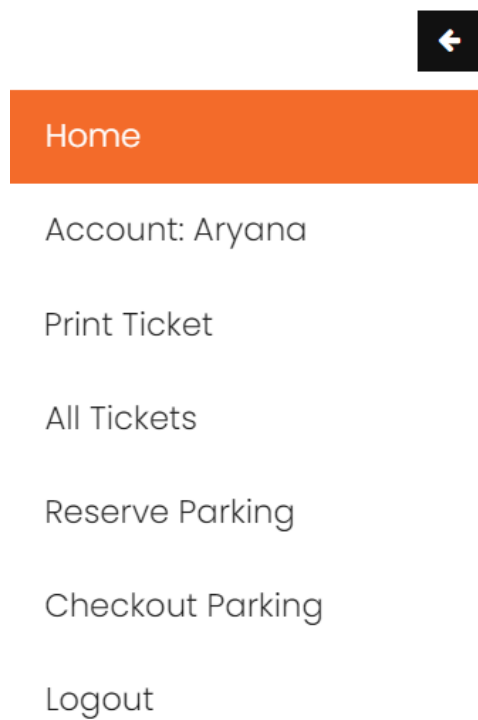 Home
Account: Aryana
Print Ticket
All Tickets
Reserve Parking
Checkout Parking
Logout